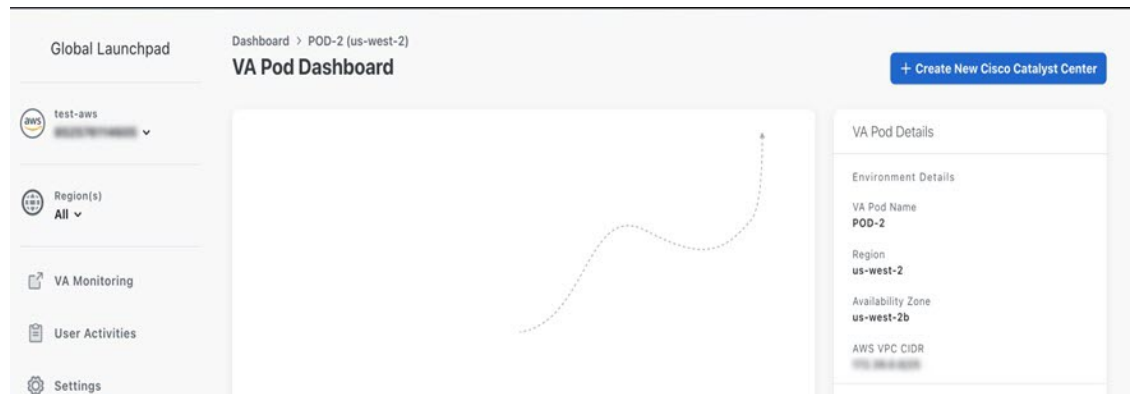 Global Launchpad
aws
test-aws
Region(s)
All
VA Monitoring
User Activities
Settings
Dashboard > POD-2 (us-west-2)
VA Pod Dashboard
+ Create New Cisco Catalyst Center
VA Pod Details
Environment Details
VA Pod Name
POD-2
Region
us-west-2
Availability Zone
us-west-2b
AWS VPC CIDR